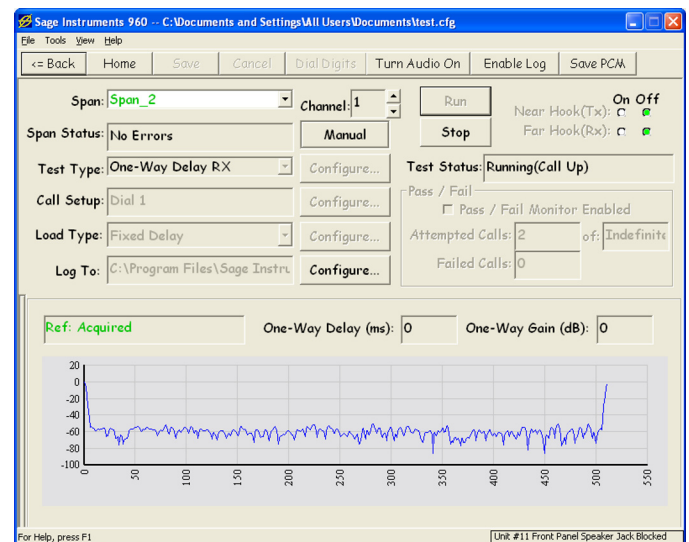 Sage Instruments 960 -- C:\Documents and Settings\All Users\Documents\test.cfg
File Tools View Help
<= Back Home Save Cancel Dial Digits Turn Audio On Enable Log Save PCM
Span: Span_2 Channel: 1 Run On Off
Near Hook(Tx):
Span Status: No Errors Manual Stop Far Hook(Rx):
Test Type: One-Way Delay RX Configure... Test Status: Running(Call Up)
Pass / Fail
Call Setup: Dial 1 Configure... Pass / Fail Monitor Enabled
Load Type: Fixed Delay Configure... Attempted Calls: 2 of: Indefinite
Log To: C:\Program Files\Sage Instru Configure... Failed Calls: 0
Ref: Acquired One-Way Delay (ms): 0 One-Way Gain (dB): 0
20
0
-20
-40
-60
-80
-100
0 50 100 150 200 250 300 350 400 450 500 550
For Help, press F1 Unit #11 Front Panel Speaker Jack Blocked